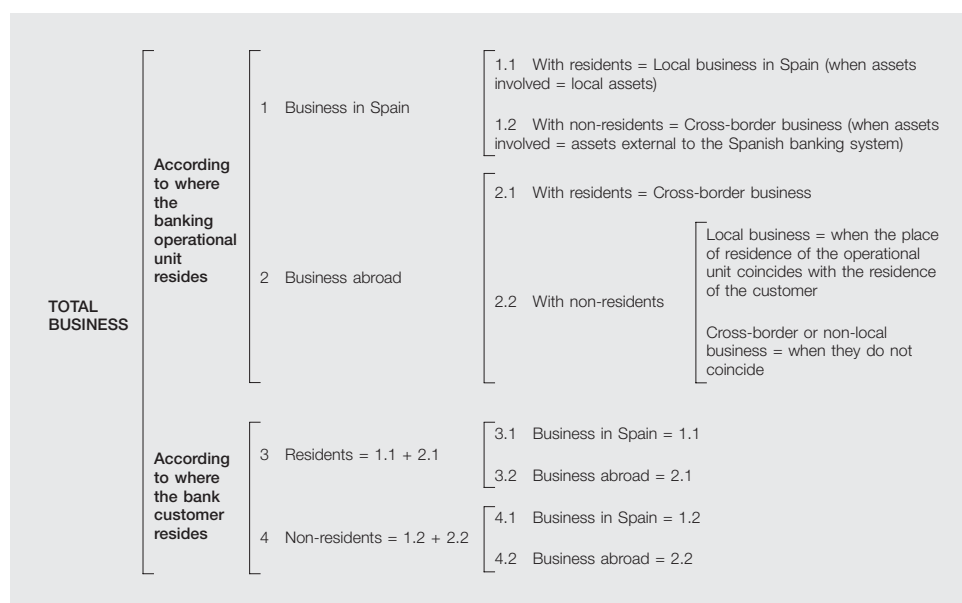 TOTAL
BUSINESS
According
to where
the
banking
operational
unit
resides
1 Business in Spain
1.1 With residents = Local business in Spain (when assets
involved = local assets)
1.2 With non-residents = Cross-border business (when assets
involved = assets external to the Spanish banking system)
2 Business abroad
2.1 With residents = Cross-border business
2.2 With non-residents
Local business = when the place
of residence of the operational
unit coincides with the residence
of the customer
Cross-border or non-local
business = when they do not
coincide
According
to where
the bank
customer
resides
3 Residents = 1.1 + 2.1
3.1 Business in Spain = 1.1
3.2 Business abroad = 2.1
4 Non-residents = 1.2 + 2.2
4.1 Business in Spain = 1.2
4.2 Business abroad = 2.2